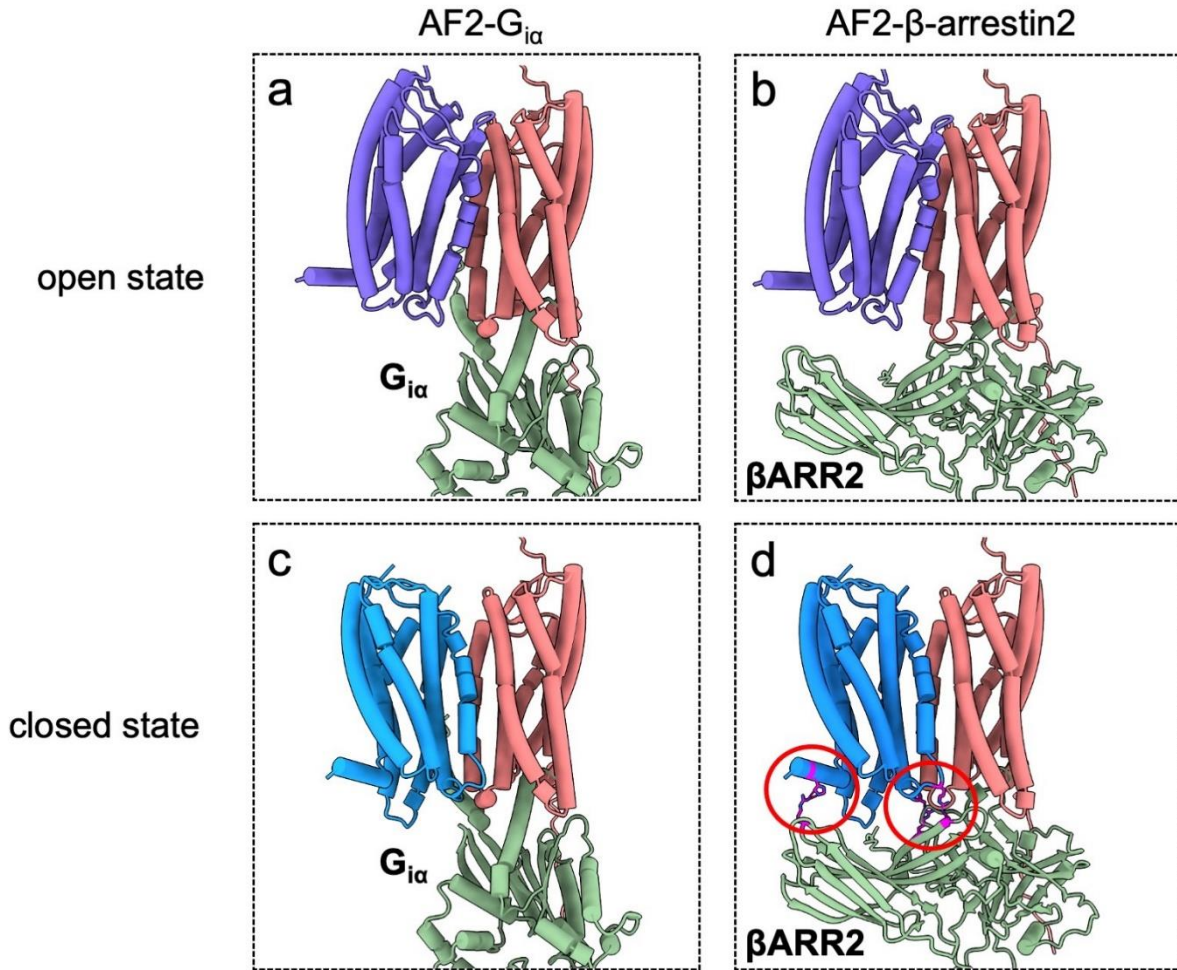 AF2-Giα
AF2-β-arrestin2
open state
a
Giα
b
βARR2
closed state
c
Giα
d
βARR2